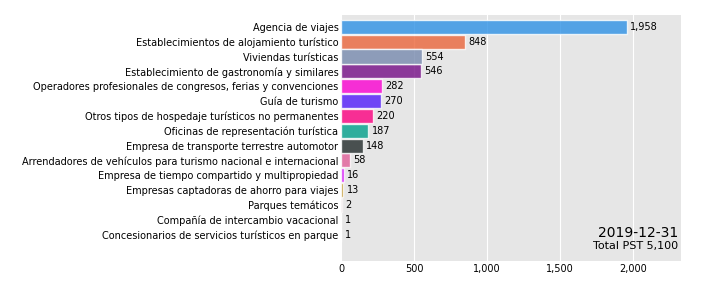 Agencia de viajes 1,958
Establecimientos de alojamiento turístico 848
Viviendas turísticas 554
Establecimiento de gastronomía y similares 546
Operadores profesionales de congresos, ferias y convenciones 282
Guía de turismo 270
Otros tipos de hospedaje turísticos no permanentes 220
Oficinas de representación turística 187
Empresa de transporte terrestre automotor 148
Arrendadores de vehículos para turismo nacional e internacional 58
Empresa de tiempo compartido y multipropiedad 16
Empresas captadoras de ahorro para viajes 13
Parques temáticos 2
Compañía de intercambio vacacional 1
Concesionarios de servicios turísticos en parque 1
2019-12-31
Total PST 5,100
0 500 1,000 1,500 2,000